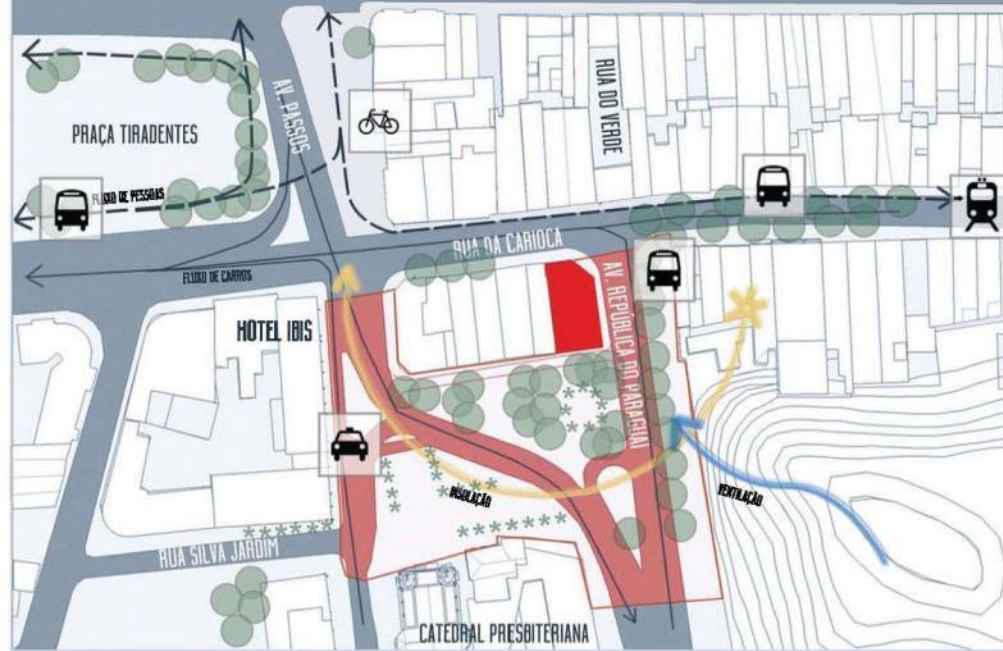 PRAÇA TIRADENTES
AV. PASSOS
RUA DO VERDE
FLUXO DE PESSOAS
RUA DA CARIOCA
FLUXO DE CARROS
HOTEL IBIS
AV. REPÚBLICA DO PARAGUAI
INSOLAÇÃO
VENTILAÇÃO
RUA SILVA JARDIM
CATEDRAL PRESBITERIANA